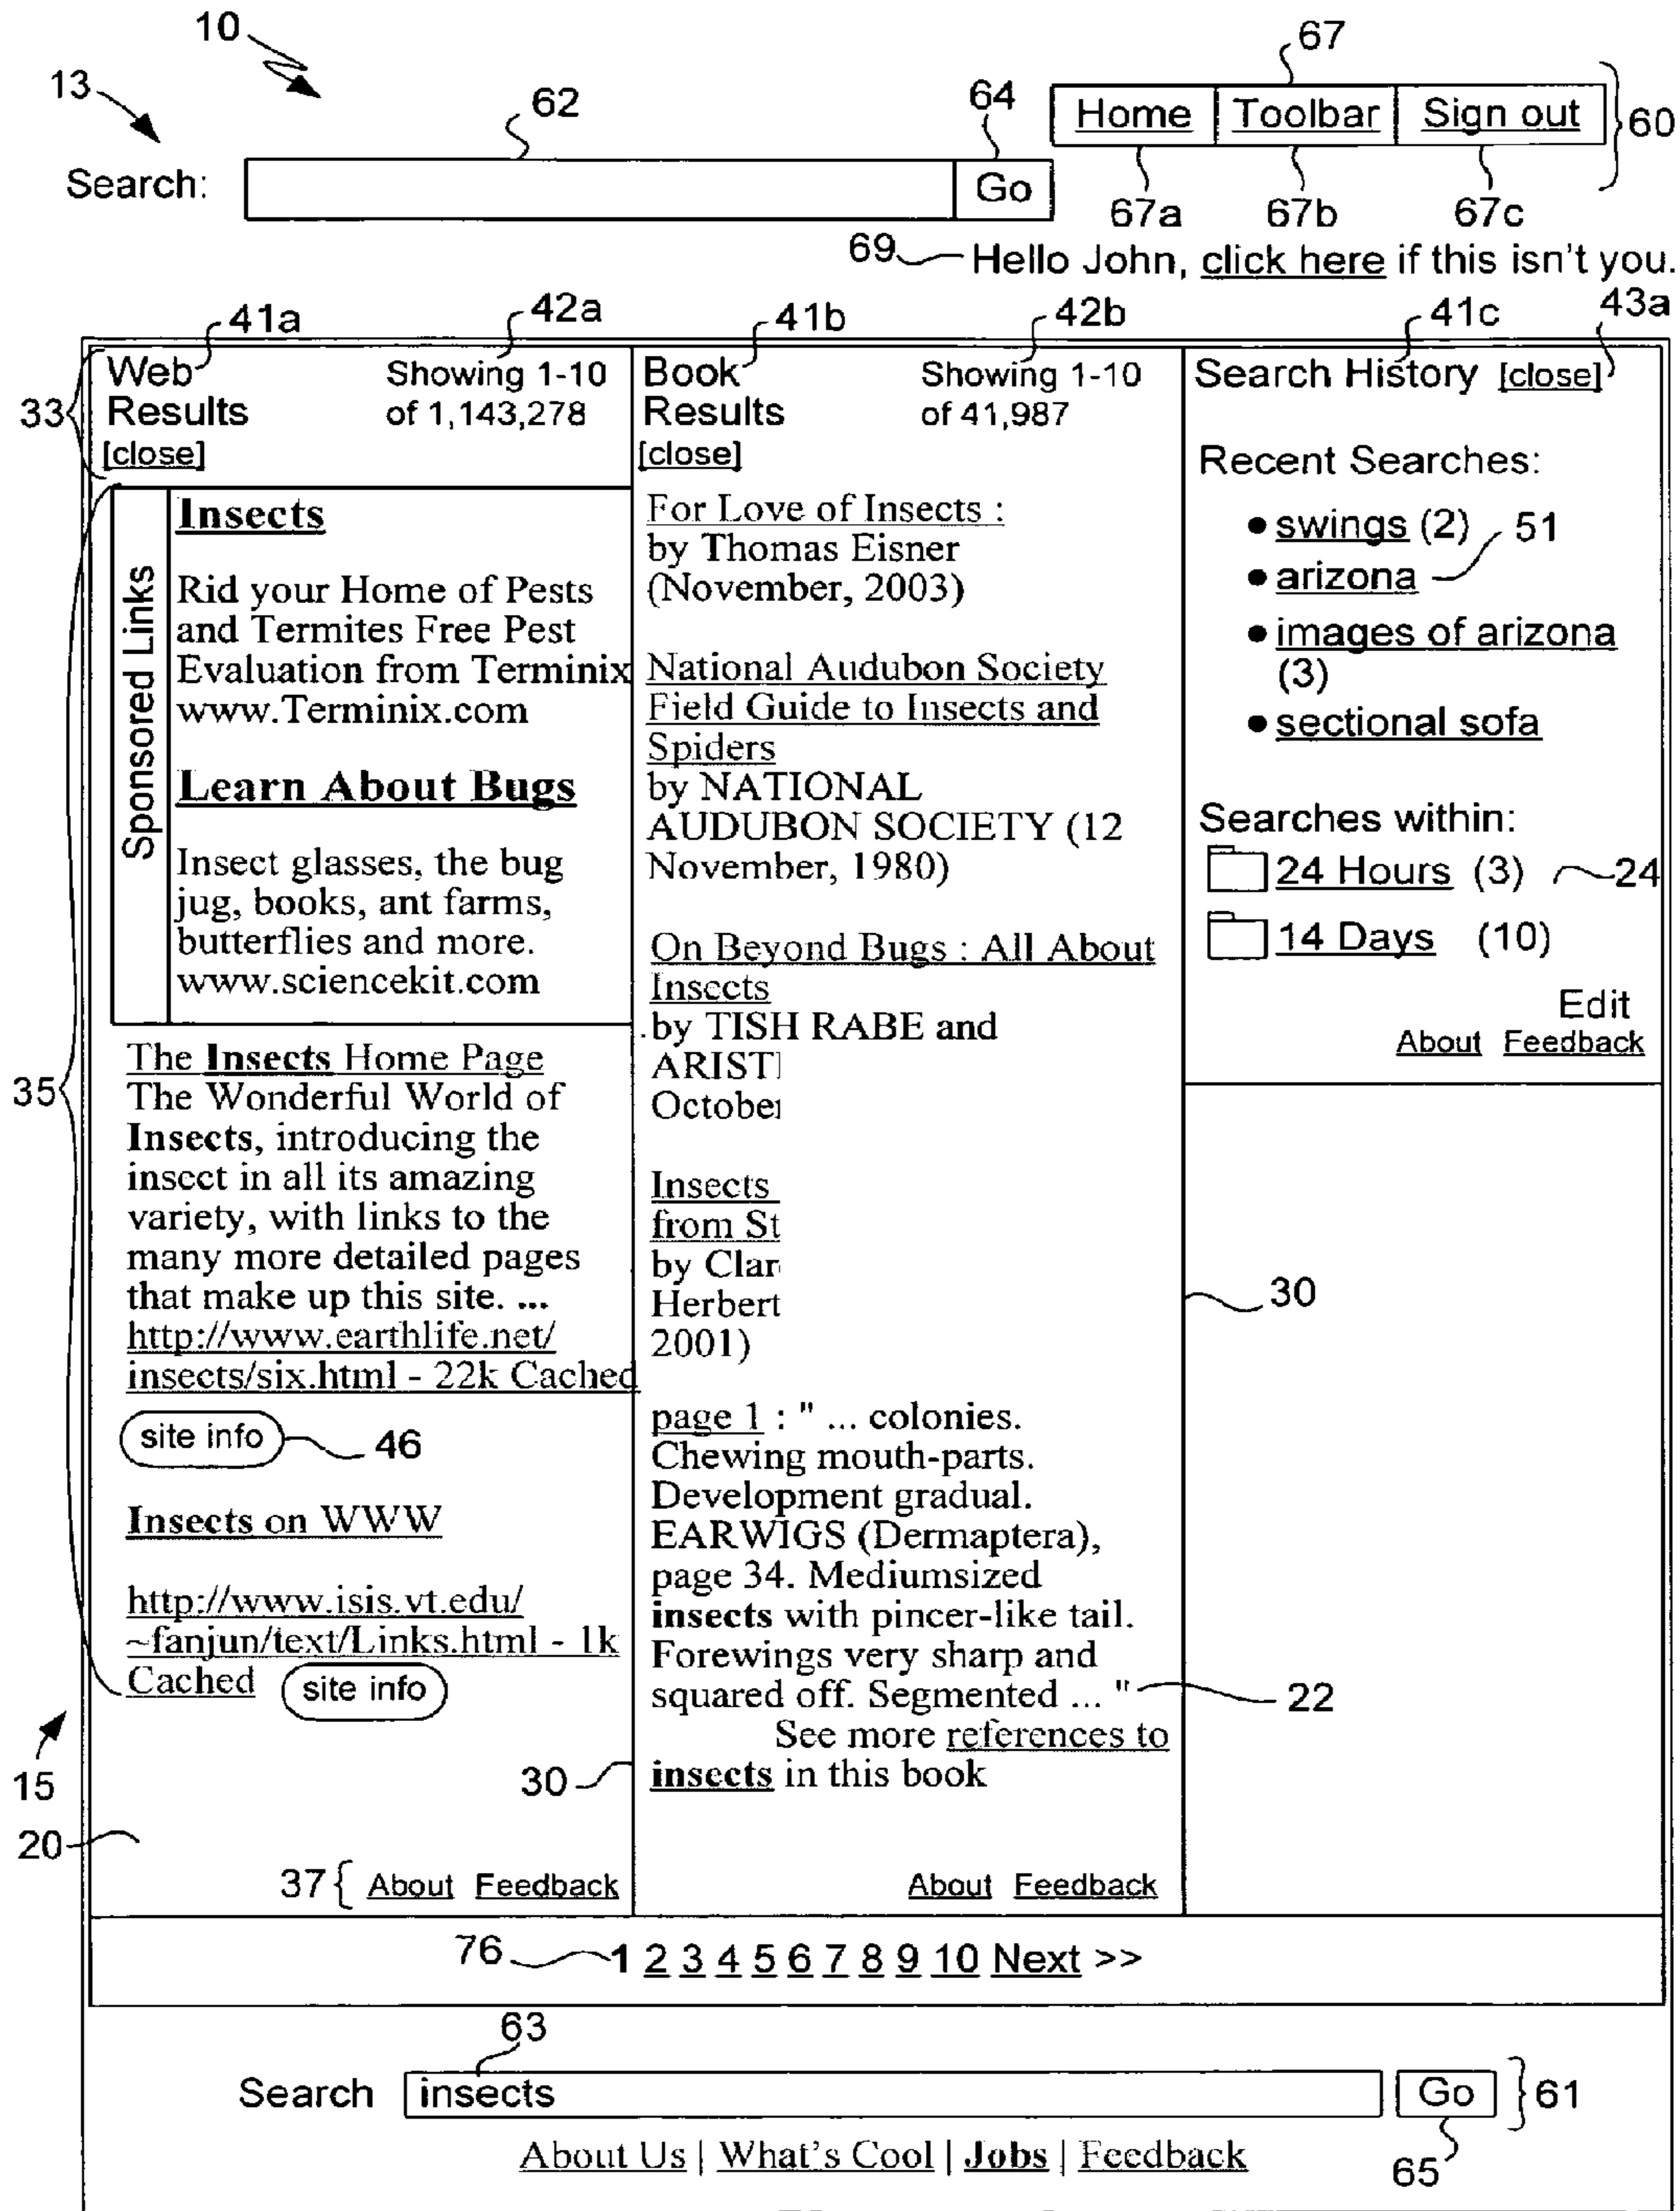 10
67
13
62
64
Home Toolbar Sign out
60
Search:
Go
67a 67b 67c
69
Hello John, click here if this isn't you.
41a 42a 41b 42b 41c 43a
33
Web Results
Showing 1-10 of 1,143,278
[close]
35
Sponsored Links
Insects
Rid your Home of Pests
and Termites Free Pest
Evaluation from Terminix
www.Terminix.com
Learn About Bugs
Insect glasses, the bug
jug, books, ant farms,
butterflies and more.
www.sciencekit.com
The Insects Home Page
The Wonderful World of
Insects, introducing the
insect in all its amazing
variety, with links to the
many more detailed pages
that make up this site. ...
http://www.earthlife.net/
insects/six.html - 22k Cached
site info
46
Insects on WWW
http://www.isis.vt.edu/
~fanjun/text/Links.html - 1k
Cached
site info
15
20
30
37 { About Feedback
Book Results
Showing 1-10 of 41,987
[close]
For Love of Insects :
by Thomas Eisner
(November, 2003)
National Audubon Society
Field Guide to Insects and
Spiders
by NATIONAL
AUDUBON SOCIETY (12
November, 1980)
On Beyond Bugs : All About
Insects
by TISH RABE and
ARIST
Octobe
Insects
from St
by Clar
Herbert
2001)
page 1 : " ... colonies.
Chewing mouth-parts.
Development gradual.
EARWIGS (Dermaptera),
page 34. Mediumsized
insects with pincer-like tail.
Forewings very sharp and
squared off. Segmented ... "
22
See more references to
insects in this book
About Feedback
Search History [close]
Recent Searches:
• swings (2)
51
• arizona
• images of arizona
(3)
• sectional sofa
Searches within:
24 Hours (3)
24
14 Days (10)
Edit
About Feedback
30
76
1 2 3 4 5 6 7 8 9 10 Next >>
63
Search insects Go
61
65
About Us | What's Cool | Jobs | Feedback